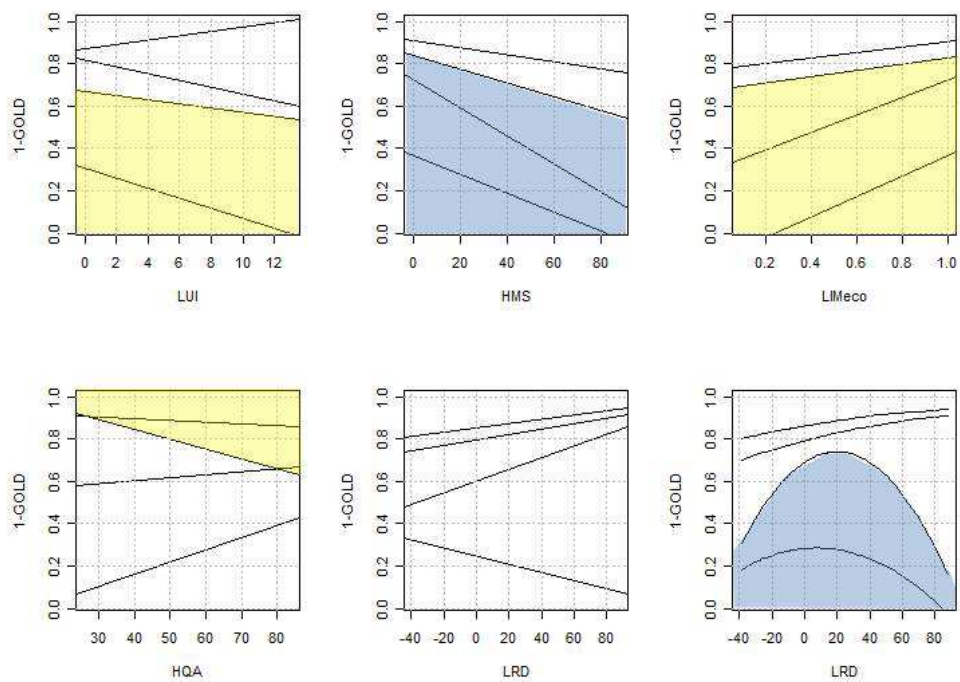 1-GOLD
0.0 0.2 0.4 0.6 0.8 1.0
0 2 4 6 8 10 12
LUI
1-GOLD
0.0 0.2 0.4 0.6 0.8 1.0
0 20 40 60 80
HMS
1-GOLD
0.0 0.2 0.4 0.6 0.8 1.0
0.2 0.4 0.6 0.8 1.0
LIMeco
1-GOLD
0.0 0.2 0.4 0.6 0.8 1.0
30 40 50 60 70 80
HQA
1-GOLD
0.0 0.2 0.4 0.6 0.8 1.0
-40 -20 0 20 40 60 80
LRD
1-GOLD
0.0 0.2 0.4 0.6 0.8 1.0
-40 -20 0 20 40 60 80
LRD